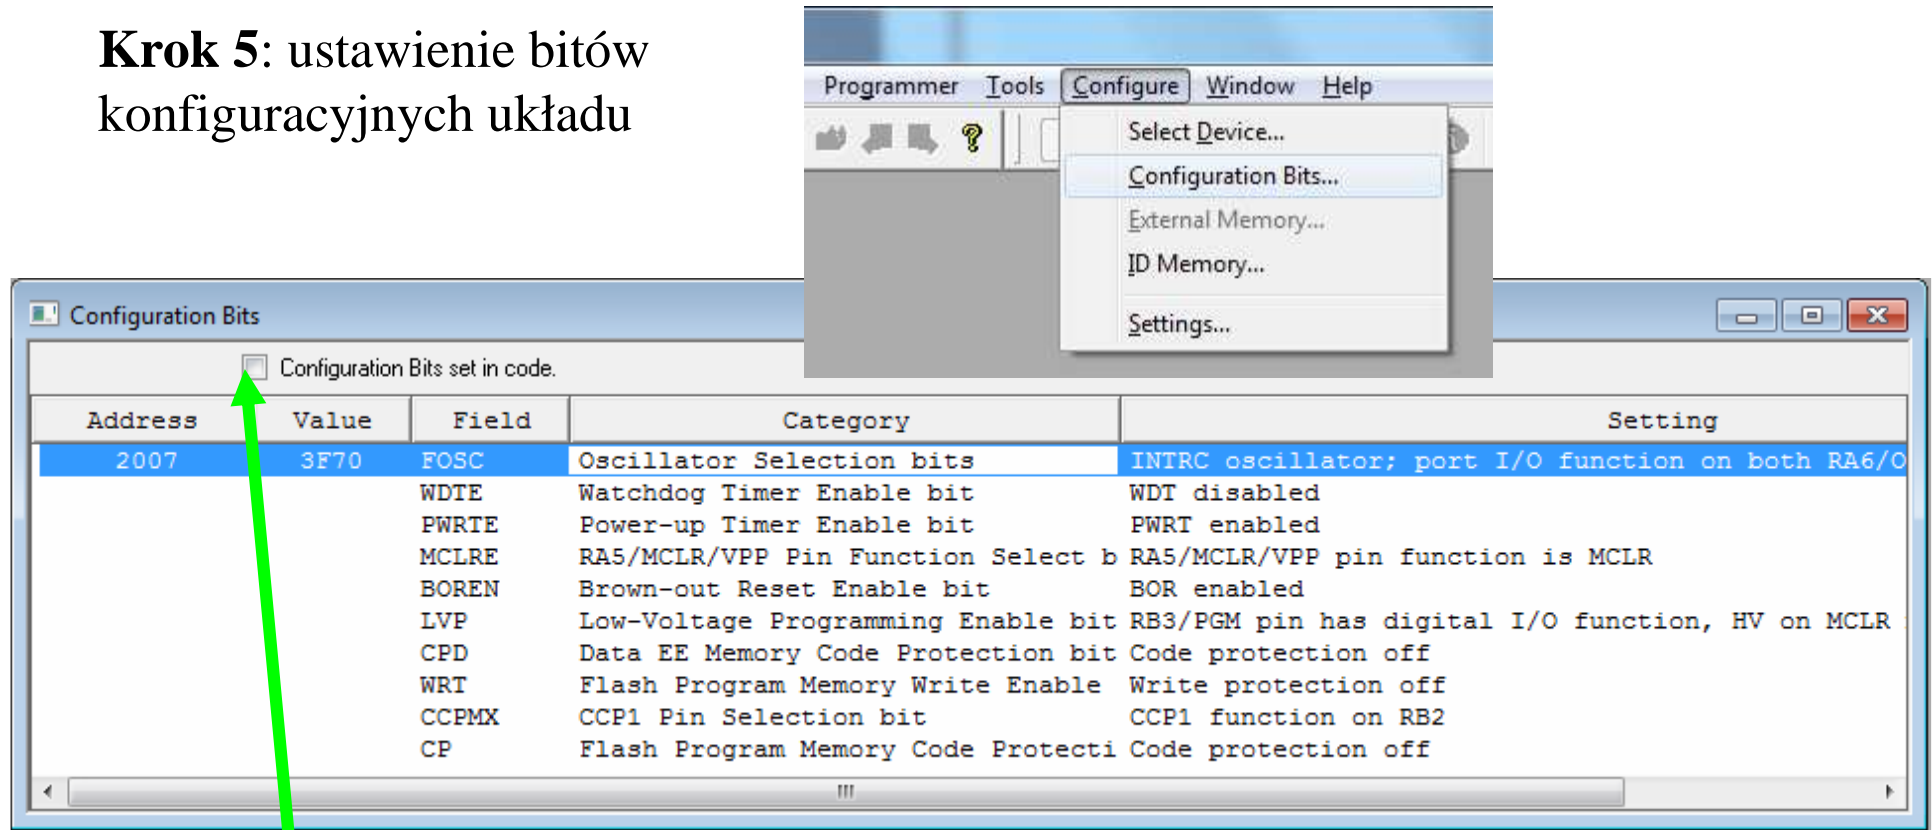 Krok 5: ustawienie bitów
konfiguracyjnych układu
Programmer Tools Configure Window Help
Select Device...
Configuration Bits...
External Memory...
ID Memory...
Settings...
Configuration Bits
Configuration Bits set in code.
Address Value Field Category Setting
2007 3F70 FOSC Oscillator Selection bits INTRC oscillator; port I/O function on both RA6/O
WDTE Watchdog Timer Enable bit WDT disabled
PWRTE Power-up Timer Enable bit PWRT enabled
MCLRE RA5/MCLR/VPP Pin Function Select b RA5/MCLR/VPP pin function is MCLR
BOREN Brown-out Reset Enable bit BOR enabled
LVP Low-Voltage Programming Enable bit RB3/PGM pin has digital I/O function, HV on MCLR
CPD Data EE Memory Code Protection bit Code protection off
WRT Flash Program Memory Write Enable Write protection off
CCPMX CCP1 Pin Selection bit CCP1 function on RB2
CP Flash Program Memory Code Protecti Code protection off